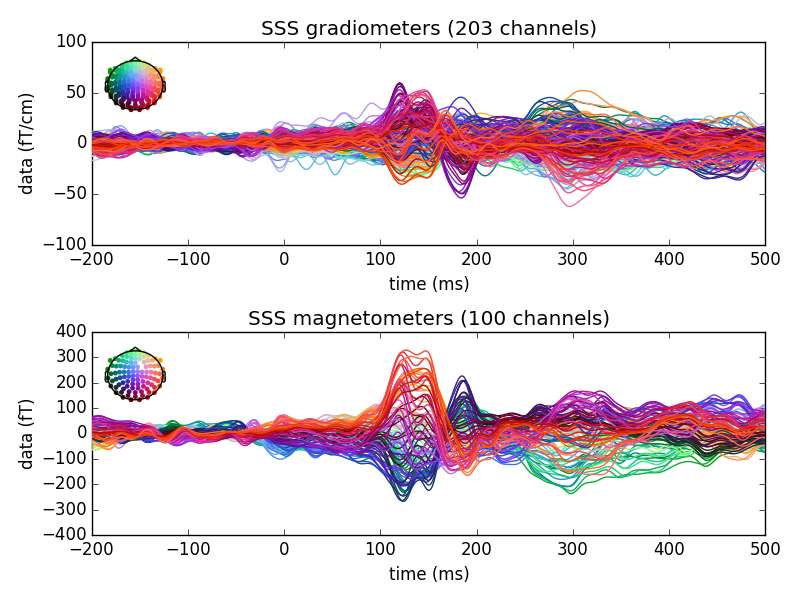 SSS gradiometers (203 channels)
100
50
0
−50
−100
data (fT/cm)
−200 −100 0 100 200 300 400 500
time (ms)
SSS magnetometers (100 channels)
400
300
200
100
0
−100
−200
−300
−400
data (fT)
−200 −100 0 100 200 300 400 500
time (ms)